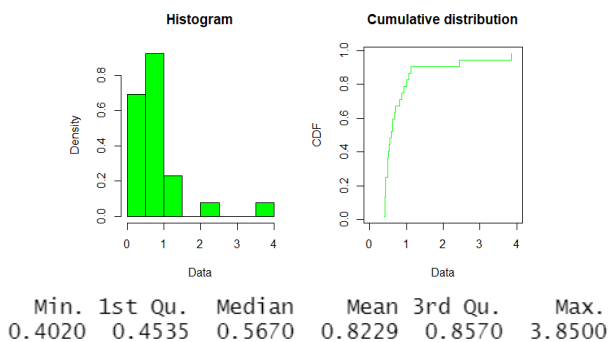 Histogram
Density
0.0 0.2 0.4 0.6 0.8
0 1 2 3 4
Data
Cumulative distribution
CDF
0.0 0.2 0.4 0.6 0.8 1.0
0 1 2 3 4
Data
Min. 1st Qu. Median Mean 3rd Qu. Max.
0.4020 0.4535 0.5670 0.8229 0.8570 3.8500